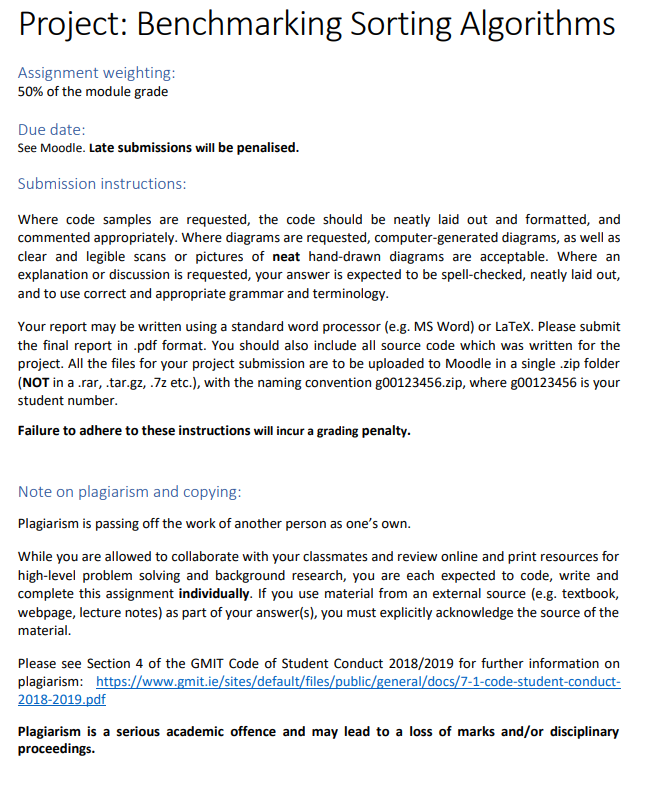 Project: Benchmarking Sorting Algorithms
Assignment weighting:
50% of the module grade
Due date:
See Moodle. Late submissions will be penalised.
Submission instructions:
Where code samples are requested, the code should be neatly laid out and formatted, and
commented appropriately. Where diagrams are requested, computer-generated diagrams, as well as
clear and legible scans or pictures of neat hand-drawn diagrams are acceptable. Where an
explanation or discussion is requested, your answer is expected to be spell-checked, neatly laid out,
and to use correct and appropriate grammar and terminology.
Your report may be written using a standard word processor (e.g. MS Word) or LaTeX. Please submit
the final report in .pdf format. You should also include all source code which was written for the
project. All the files for your project submission are to be uploaded to Moodle in a single .zip folder
(NOT in a .rar, .tar.gz, .7z etc.), with the naming convention g00123456.zip, where g00123456 is your
student number.
Failure to adhere to these instructions will incur a grading penalty.
Note on plagiarism and copying:
Plagiarism is passing off the work of another person as one's own.
While you are allowed to collaborate with your classmates and review online and print resources for
high-level problem solving and background research, you are each expected to code, write and
complete this assignment individually. If you use material from an external source (e.g. textbook,
webpage, lecture notes) as part of your answer(s), you must explicitly acknowledge the source of the
material.
Please see Section 4 of the GMIT Code of Student Conduct 2018/2019 for further information on
plagiarism: https://www.gmit.ie/sites/default/files/public/general/docs/7-1-code-student-conduct-
2018-2019.pdf
Plagiarism is a serious academic offence and may lead to a loss of marks and/or disciplinary
proceedings.